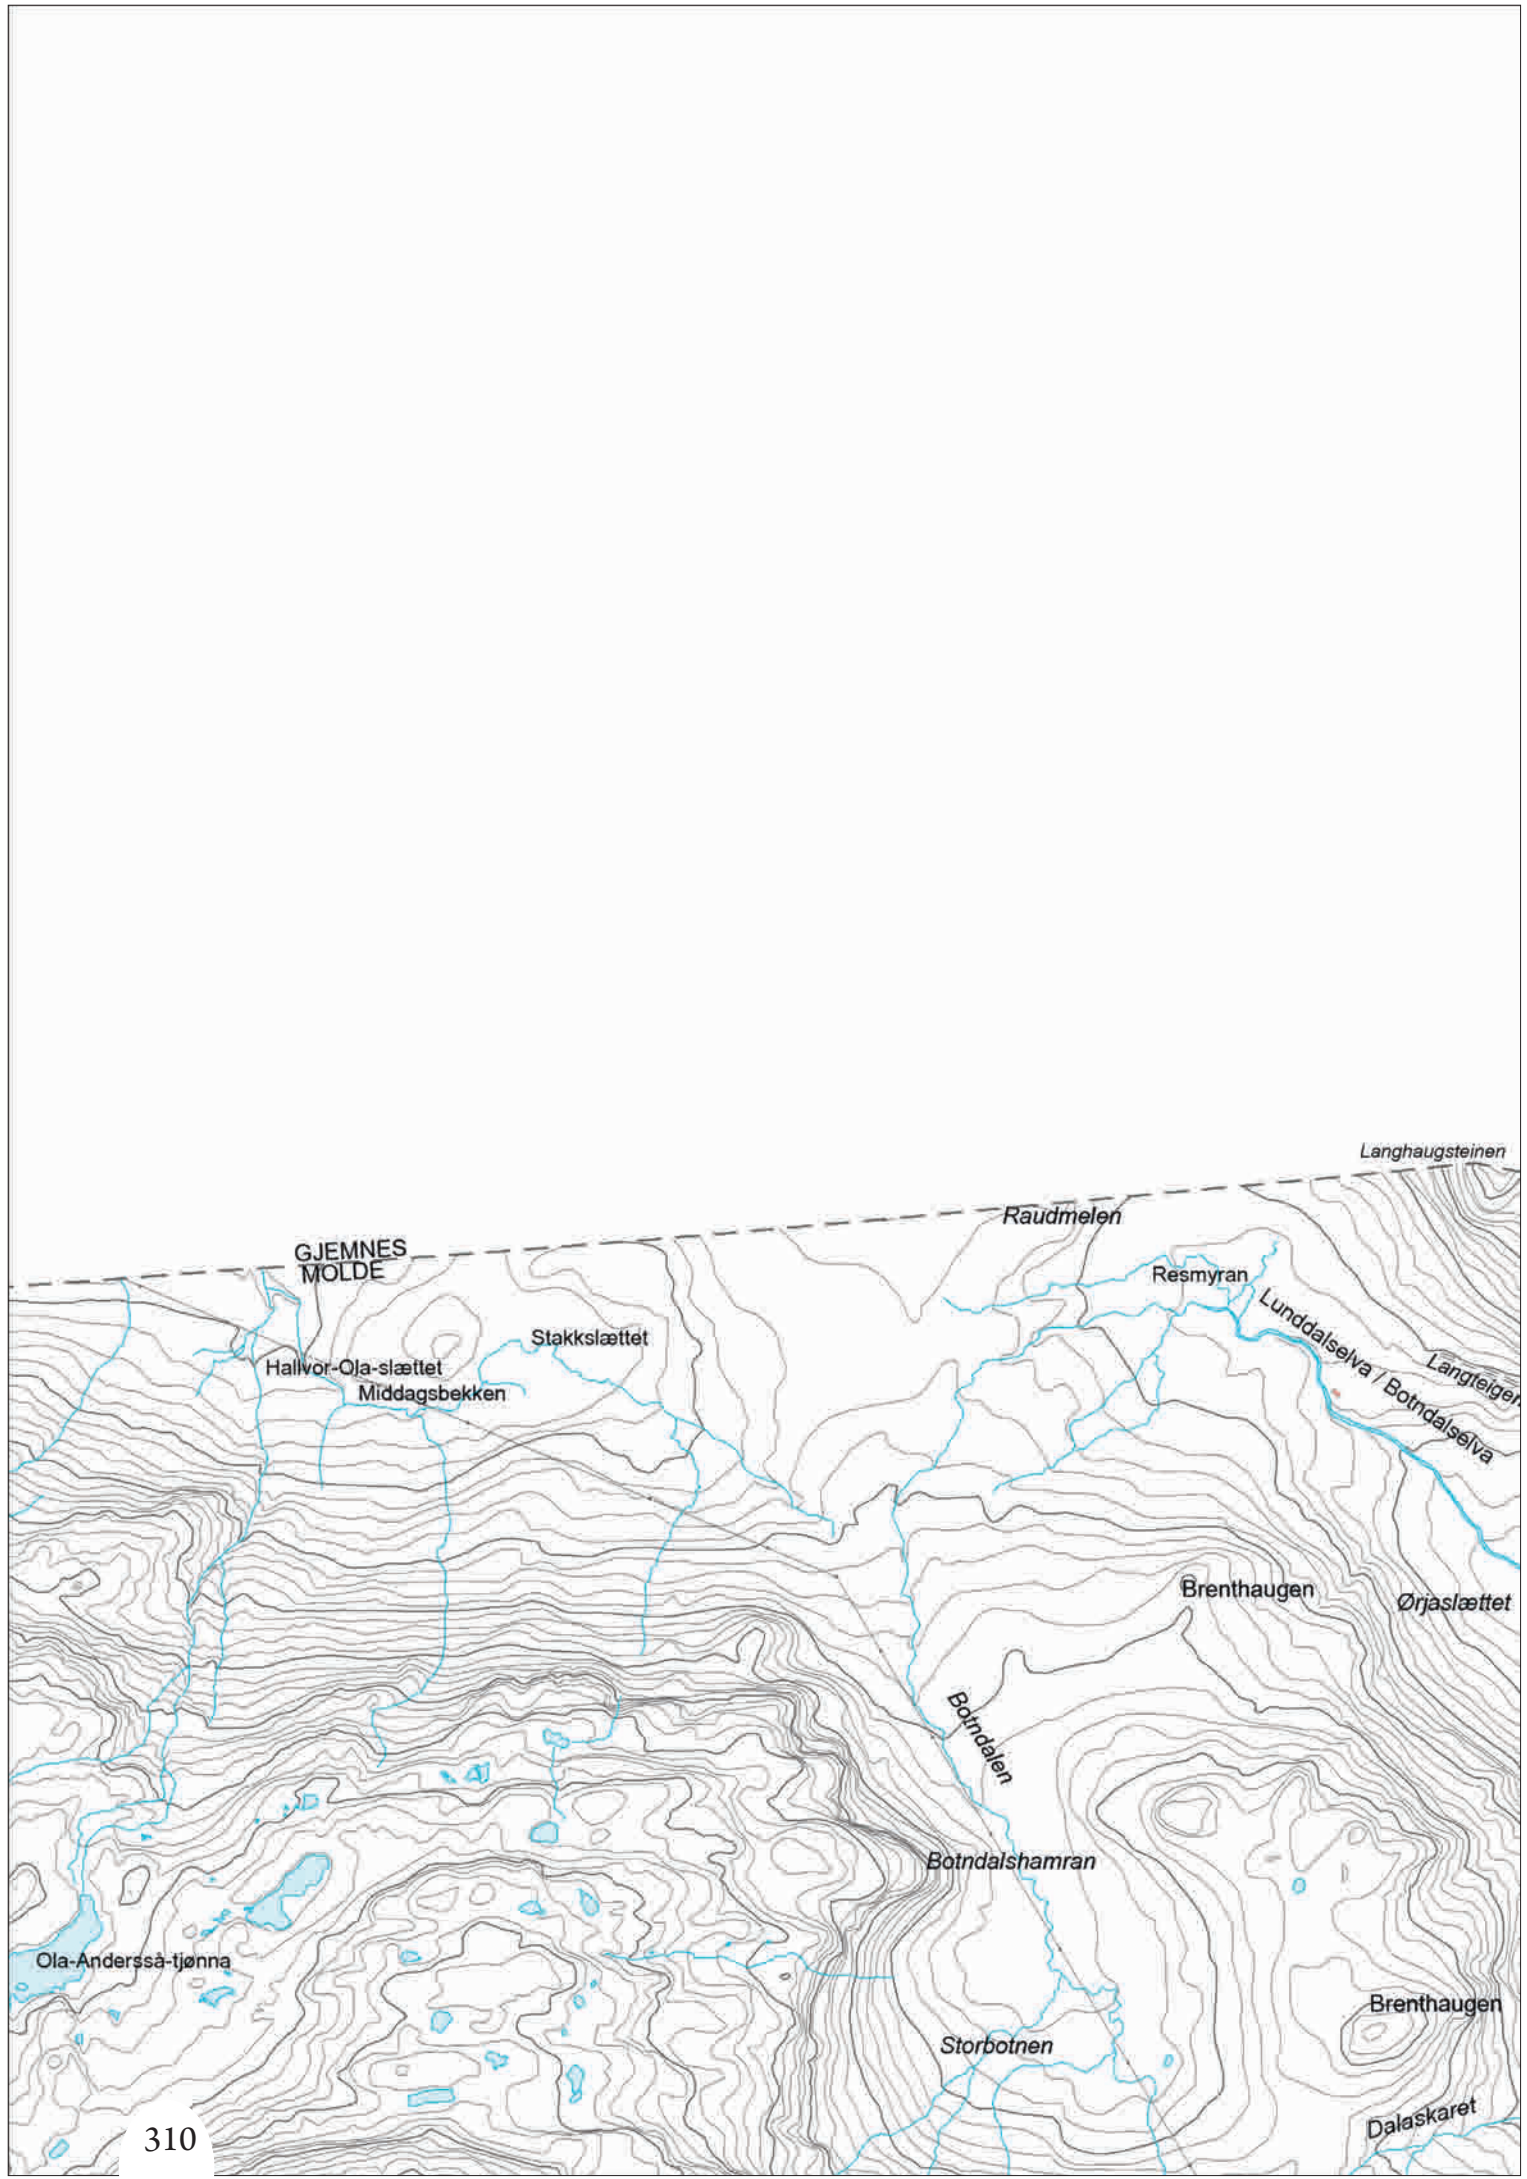 Langhaugsteinen
Raudmelen
GJEMNES
MOLDE
Resmyran
Lunddalselva / Botndalselva
Stakkslættet
Hallvor-Ola-slættet
Langteigen
Middagsbekken
Brenthaugen
Ørjaslættet
Botndalen
Botndalshamran
Ola-Andersså-tjønna
Brenthaugen
Storbotnen
Dalaskaret
310